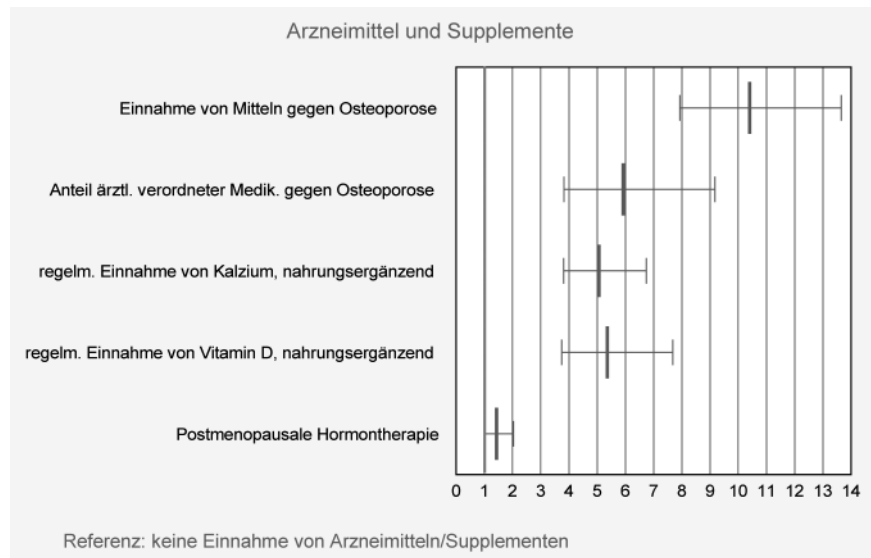 Arzneimittel und Supplemente
Einnahme von Mitteln gegen Osteoporose
Anteil ärztl. verordneter Medik. gegen Osteoporose
regelm. Einnahme von Kalzium, nahrungsergänzend
regelm. Einnahme von Vitamin D, nahrungsergänzend
Postmenopausale Hormontherapie
0 1 2 3 4 5 6 7 8 9 10 11 12 13 14
Referenz: keine Einnahme von Arzneimitteln/Supplementen